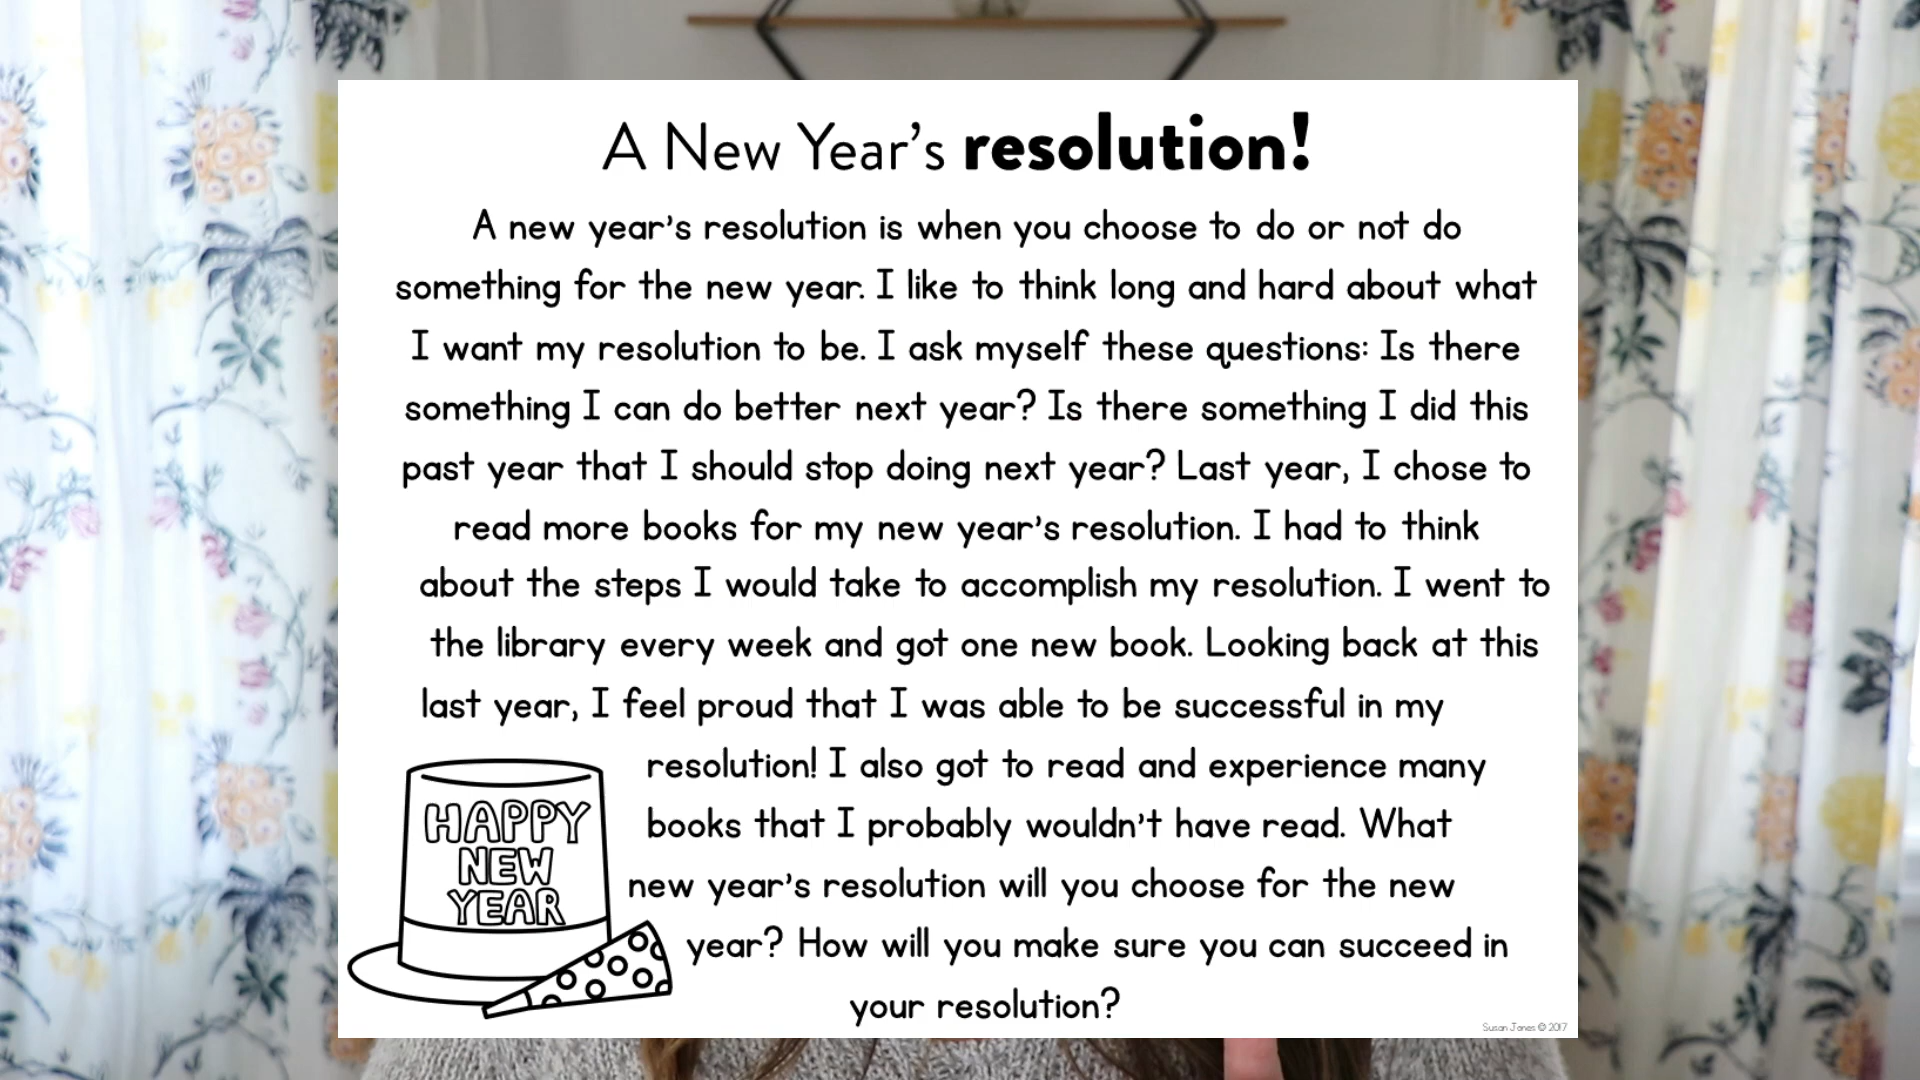 A New Year's resolution!
A new year's resolution is when you choose to do or not do
something for the new year. I like to think long and hard about what
I want my resolution to be. I ask myself these questions: Is there
something I can do better next year? Is there something I did this
past year that I should stop doing next year? Last year, I chose to
read more books for my new year's resolution. I had to think
about the steps I would take to accomplish my resolution. I went to
the library every week and got one new book. Looking back at this
last year, I feel proud that I was able to be successful in my
resolution! I also got to read and experience many
books that I probably wouldn't have read. What
new year's resolution will you choose for the new
year? How will you make sure you can succeed in
your resolution?
HAPPY
NEW
YEAR
Susan Jones © 2017